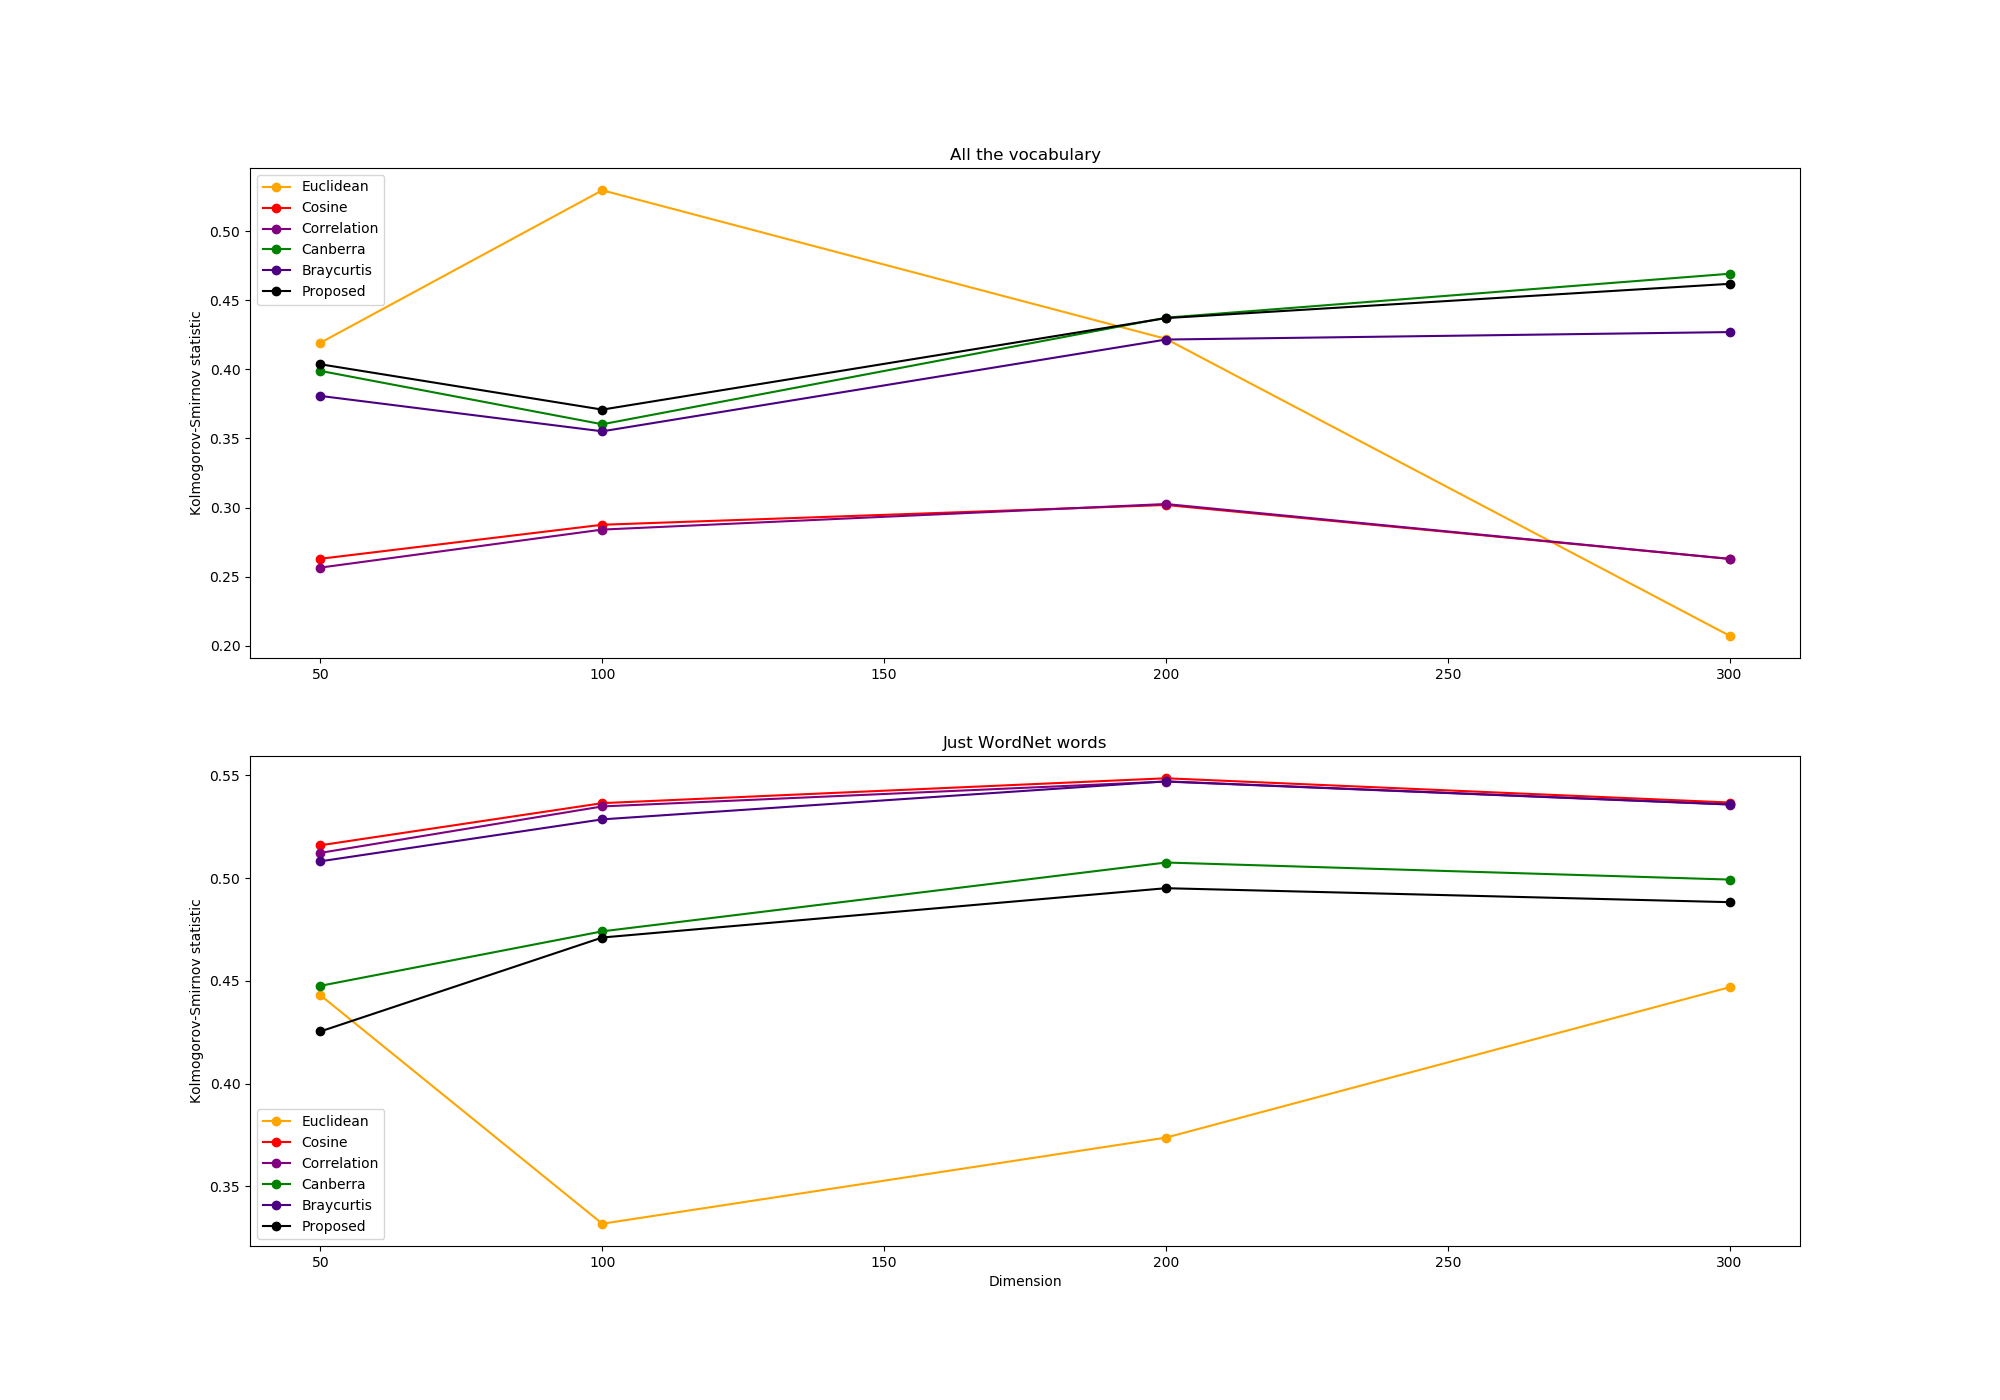 All the vocabulary
Euclidean
Cosine
Correlation
Canberra
Braycurtis
Proposed
Kolmogorov-Smirnov statistic
0.50
0.45
0.40
0.35
0.30
0.25
0.20
50 100 150 200 250 300
Just WordNet words
Kolmogorov-Smirnov statistic
0.55
0.50
0.45
0.40
0.35
Euclidean
Cosine
Correlation
Canberra
Braycurtis
Proposed
50 100 150 200 250 300
Dimension